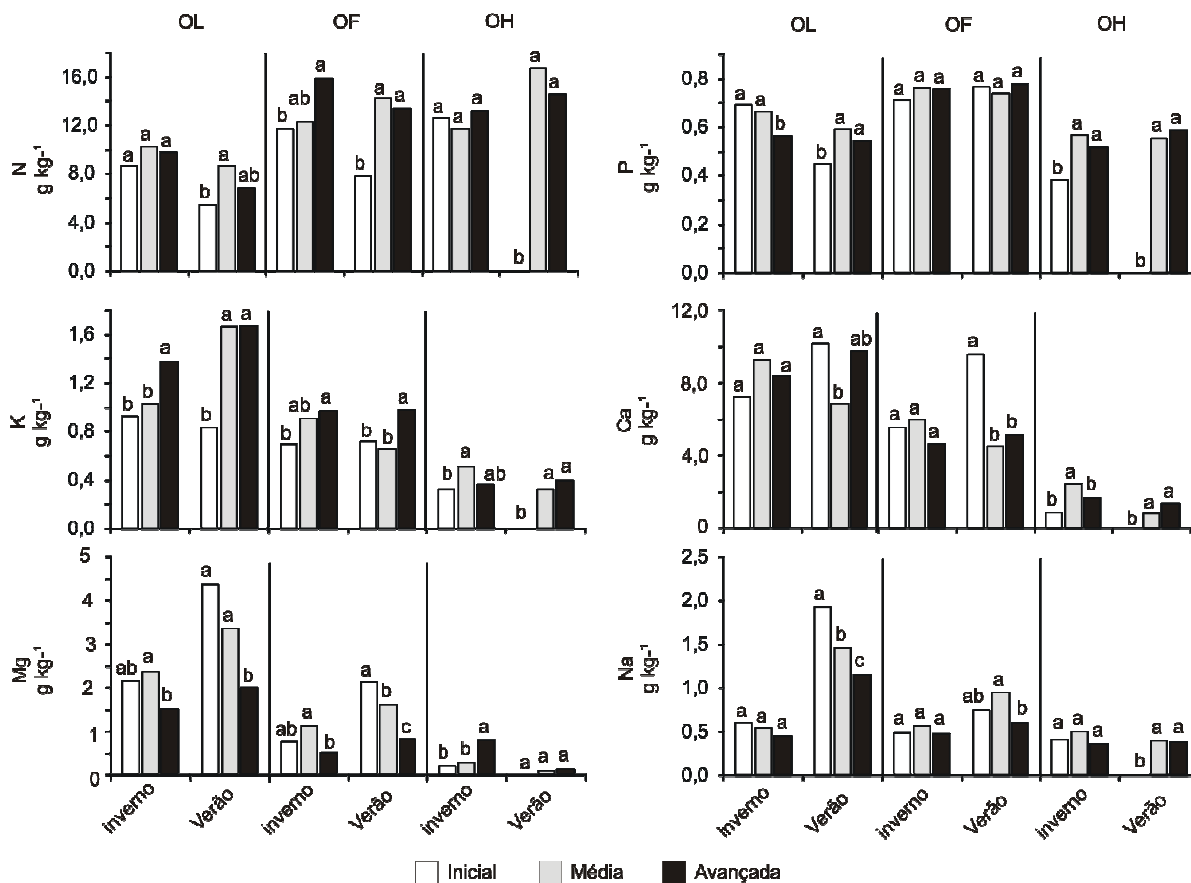 OL OF OH
N
g kg-1
16,0
12,0
8,0
4,0
0,0
a a a b a ab b ab a b a a a a a b a a
OL OF OH
P
g kg-1
0,8
0,6
0,4
0,2
0,0
a a b b a a a a a a a a b a a b a a
K
g kg-1
1,6
1,2
0,8
0,4
0,0
b b a b a a b ab a b b a b a ab b a a
Ca
g kg-1
12,0
8,0
4,0
0
a a a a b ab a a a a b b b a b b a a
Mg
g kg-1
5
4
3
2
1
0
ab a b a a b ab a b a b c b b a a a a
inverno Verão inverno Verão inverno Verão
Na
g kg-1
2,5
2,0
1,5
1,0
0,5
0,0
a a a a b c a a a ab a b a a a b a a
Inverno Verão inverno Verão inverno Verão
Inicial Média Avançada